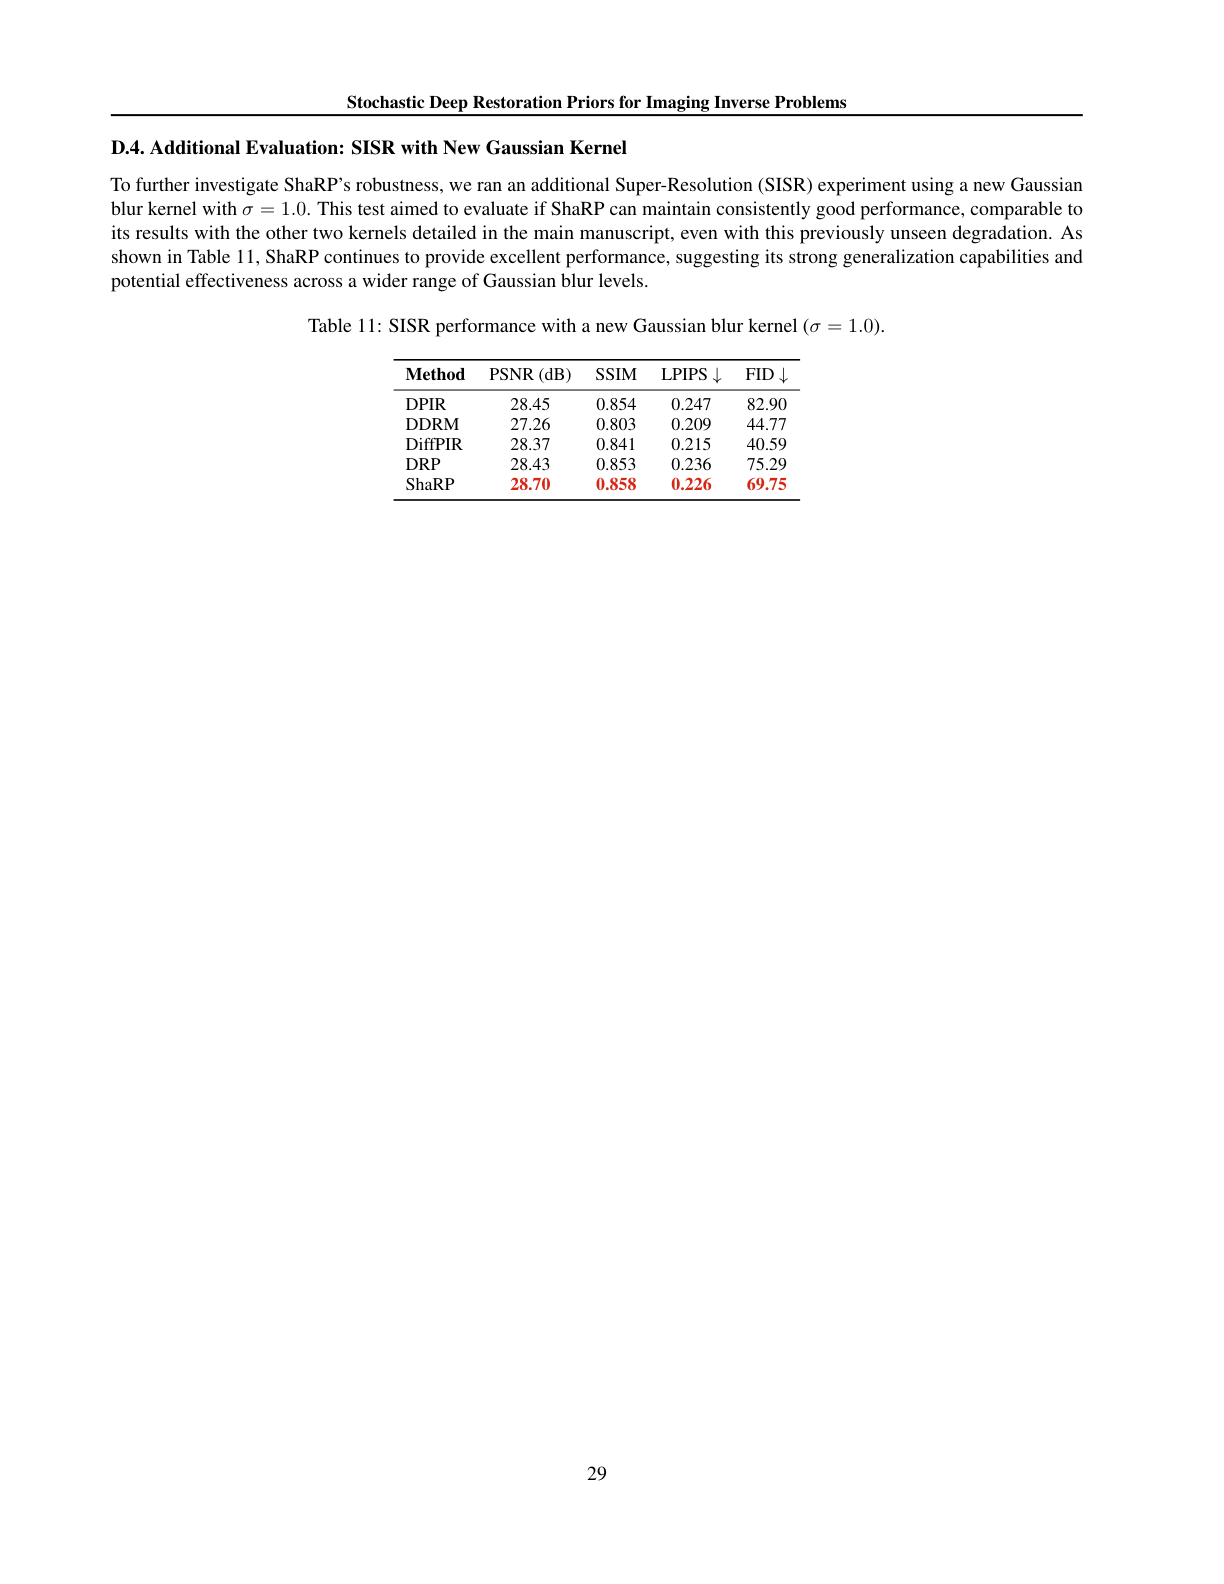 Stochastic Deep Restoration Priors for Imaging Inverse Problems
D.4. Additional Evaluation: SISR with New Gaussian Kernel
To further investigate ShaRP's robustness, we ran an additional Super-Resolution (SISR) experiment using a new Gaussian
blur kernel with σ = 1.0. This test aimed to evaluate if ShaRP can maintain consistently good performance, comparable to
its results with the other two kernels detailed in the main manuscript, even with this previously unseen degradation. As
shown in Table 11, ShaRP continues to provide excellent performance, suggesting its strong generalization capabilities and
potential effectiveness across a wider range of Gaussian blur levels.
Table 11: SISR performance with a new Gaussian blur kernel (σ = 1.0).
Method PSNR (dB) SSIM LPIPS ↓ FID ↓
DPIR 28.45 0.854 0.247 82.90
DDRM 27.26 0.803 0.209 44.77
DiffPIR 28.37 0.841 0.215 40.59
DRP 28.43 0.853 0.236 75.29
ShaRP 28.70 0.858 0.226 69.75
29